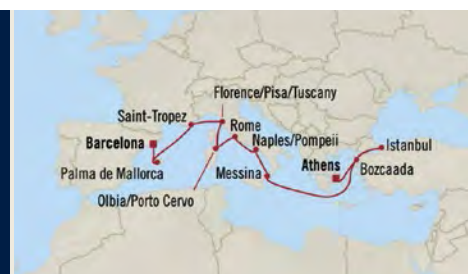 Florence/Pisa/Tuscany
Saint-Tropez
Rome
Barcelona
Naples/Pompeii
Istanbul
Palma de Mallorca
Messina
Athens
Bozcaada
Olbia/Porto Cervo